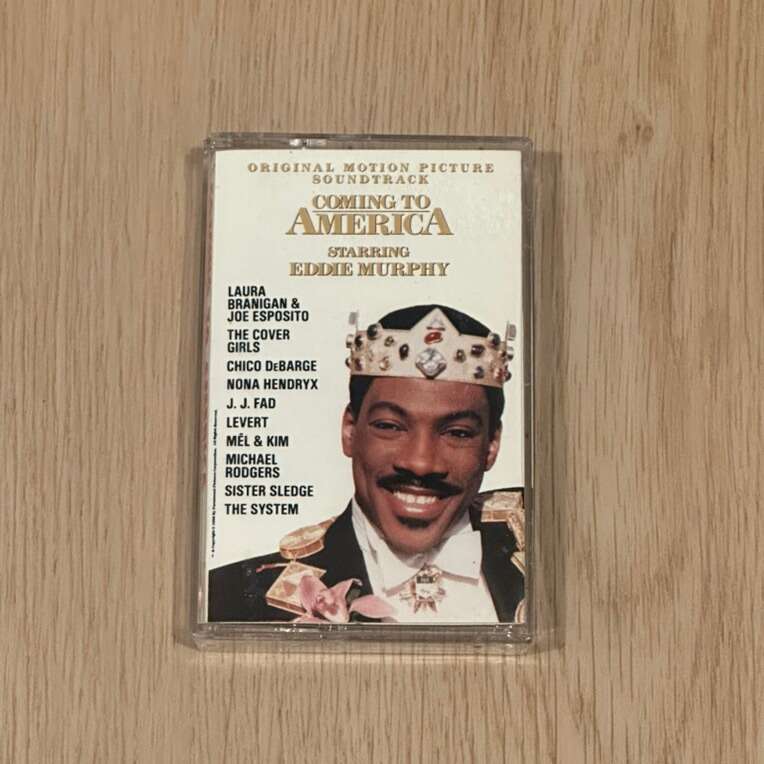 ORIGINAL MOTION PICTURE
SOUNDTRACK
COMING TO
AMERICA
STARRING
EDDIE MURPHY
LAURA
BRANIGAN &
JOE ESPOSITO
THE COVER
GIRLS
CHICO DeBARGE
NONA HENDRYX
J. J. FAD
LEVERT
MĒL & KIM
MICHAEL
RODGERS
SISTER SLEDGE
THE SYSTEM